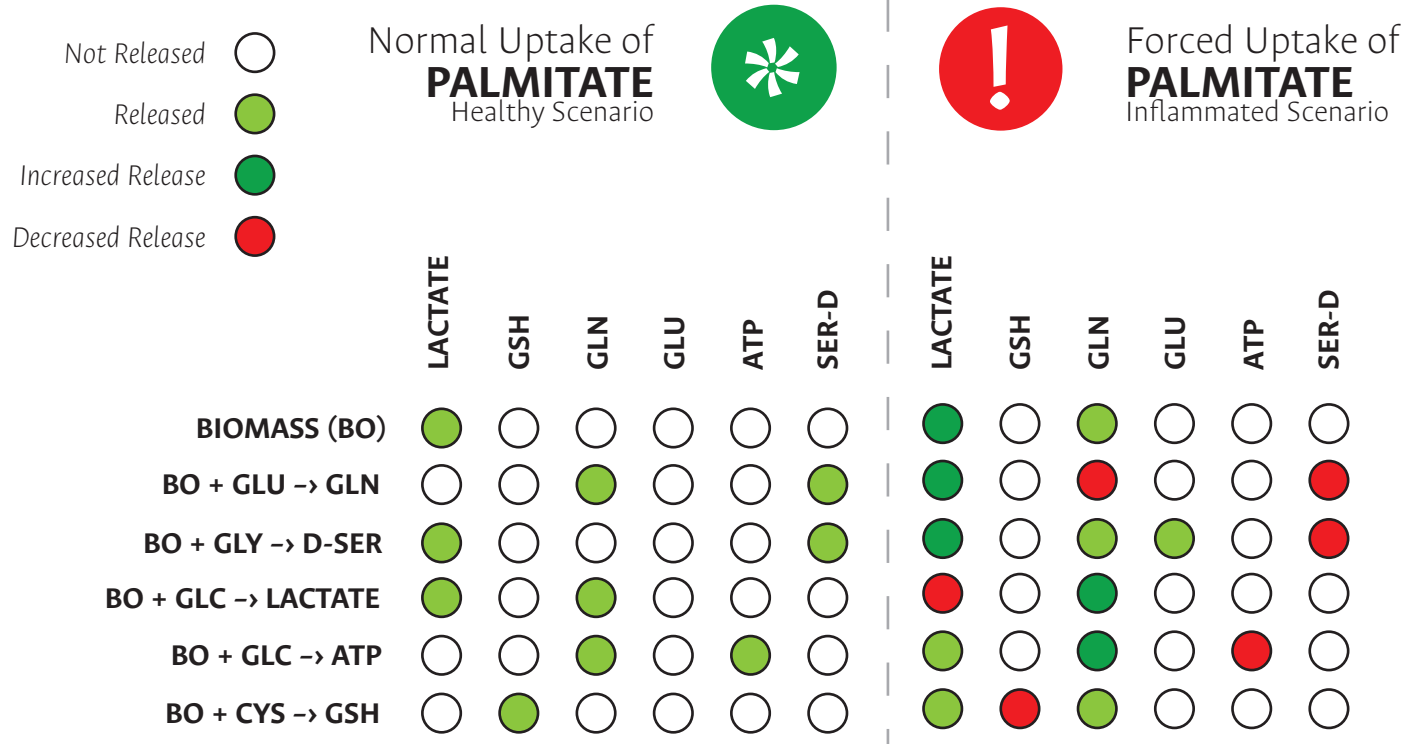 Not Released
Released
Increased Release
Decreased Release
Normal Uptake of
PALMITATE
Healthy Scenario
!
Forced Uptake of
PALMITATE
Inflammated Scenario
LACTATE
GSH
GLN
GLU
ATP
SER-D
LACTATE
GSH
GLN
GLU
ATP
SER-D
BIOMASS (BO)
BO + GLU –› GLN
BO + GLY –› D-SER
BO + GLC –› LACTATE
BO + GLC –› ATP
BO + CYS –› GSH